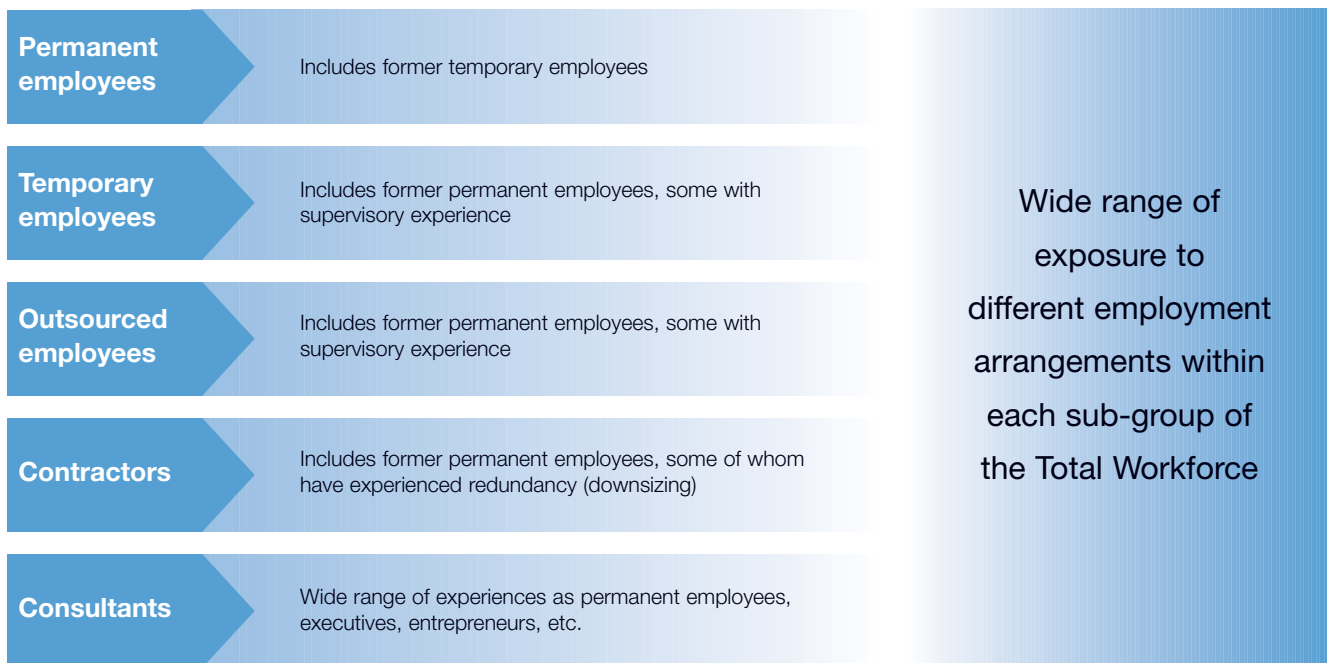 Permanent
employees
Includes former temporary employees
Temporary
employees
Includes former permanent employees, some with
supervisory experience
Outsourced
employees
Includes former permanent employees, some with
supervisory experience
Contractors
Includes former permanent employees, some of whom
have experienced redundancy (downsizing)
Consultants
Wide range of experiences as permanent employees,
executives, entrepreneurs, etc.
Wide range of
exposure to
different employment
arrangements within
each sub-group of
the Total Workforce